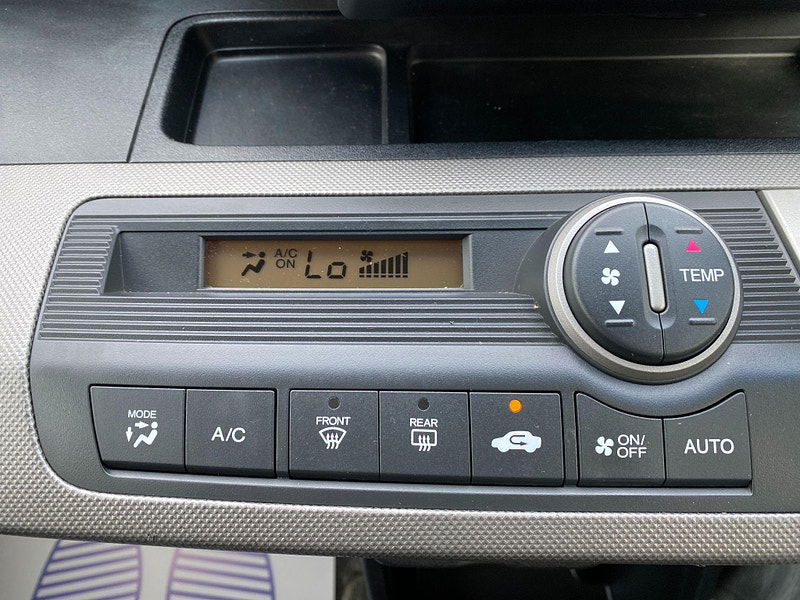 A/C
ON
Lo
TEMP
MODE
A/C
FRONT
REAR
ON/
OFF
AUTO